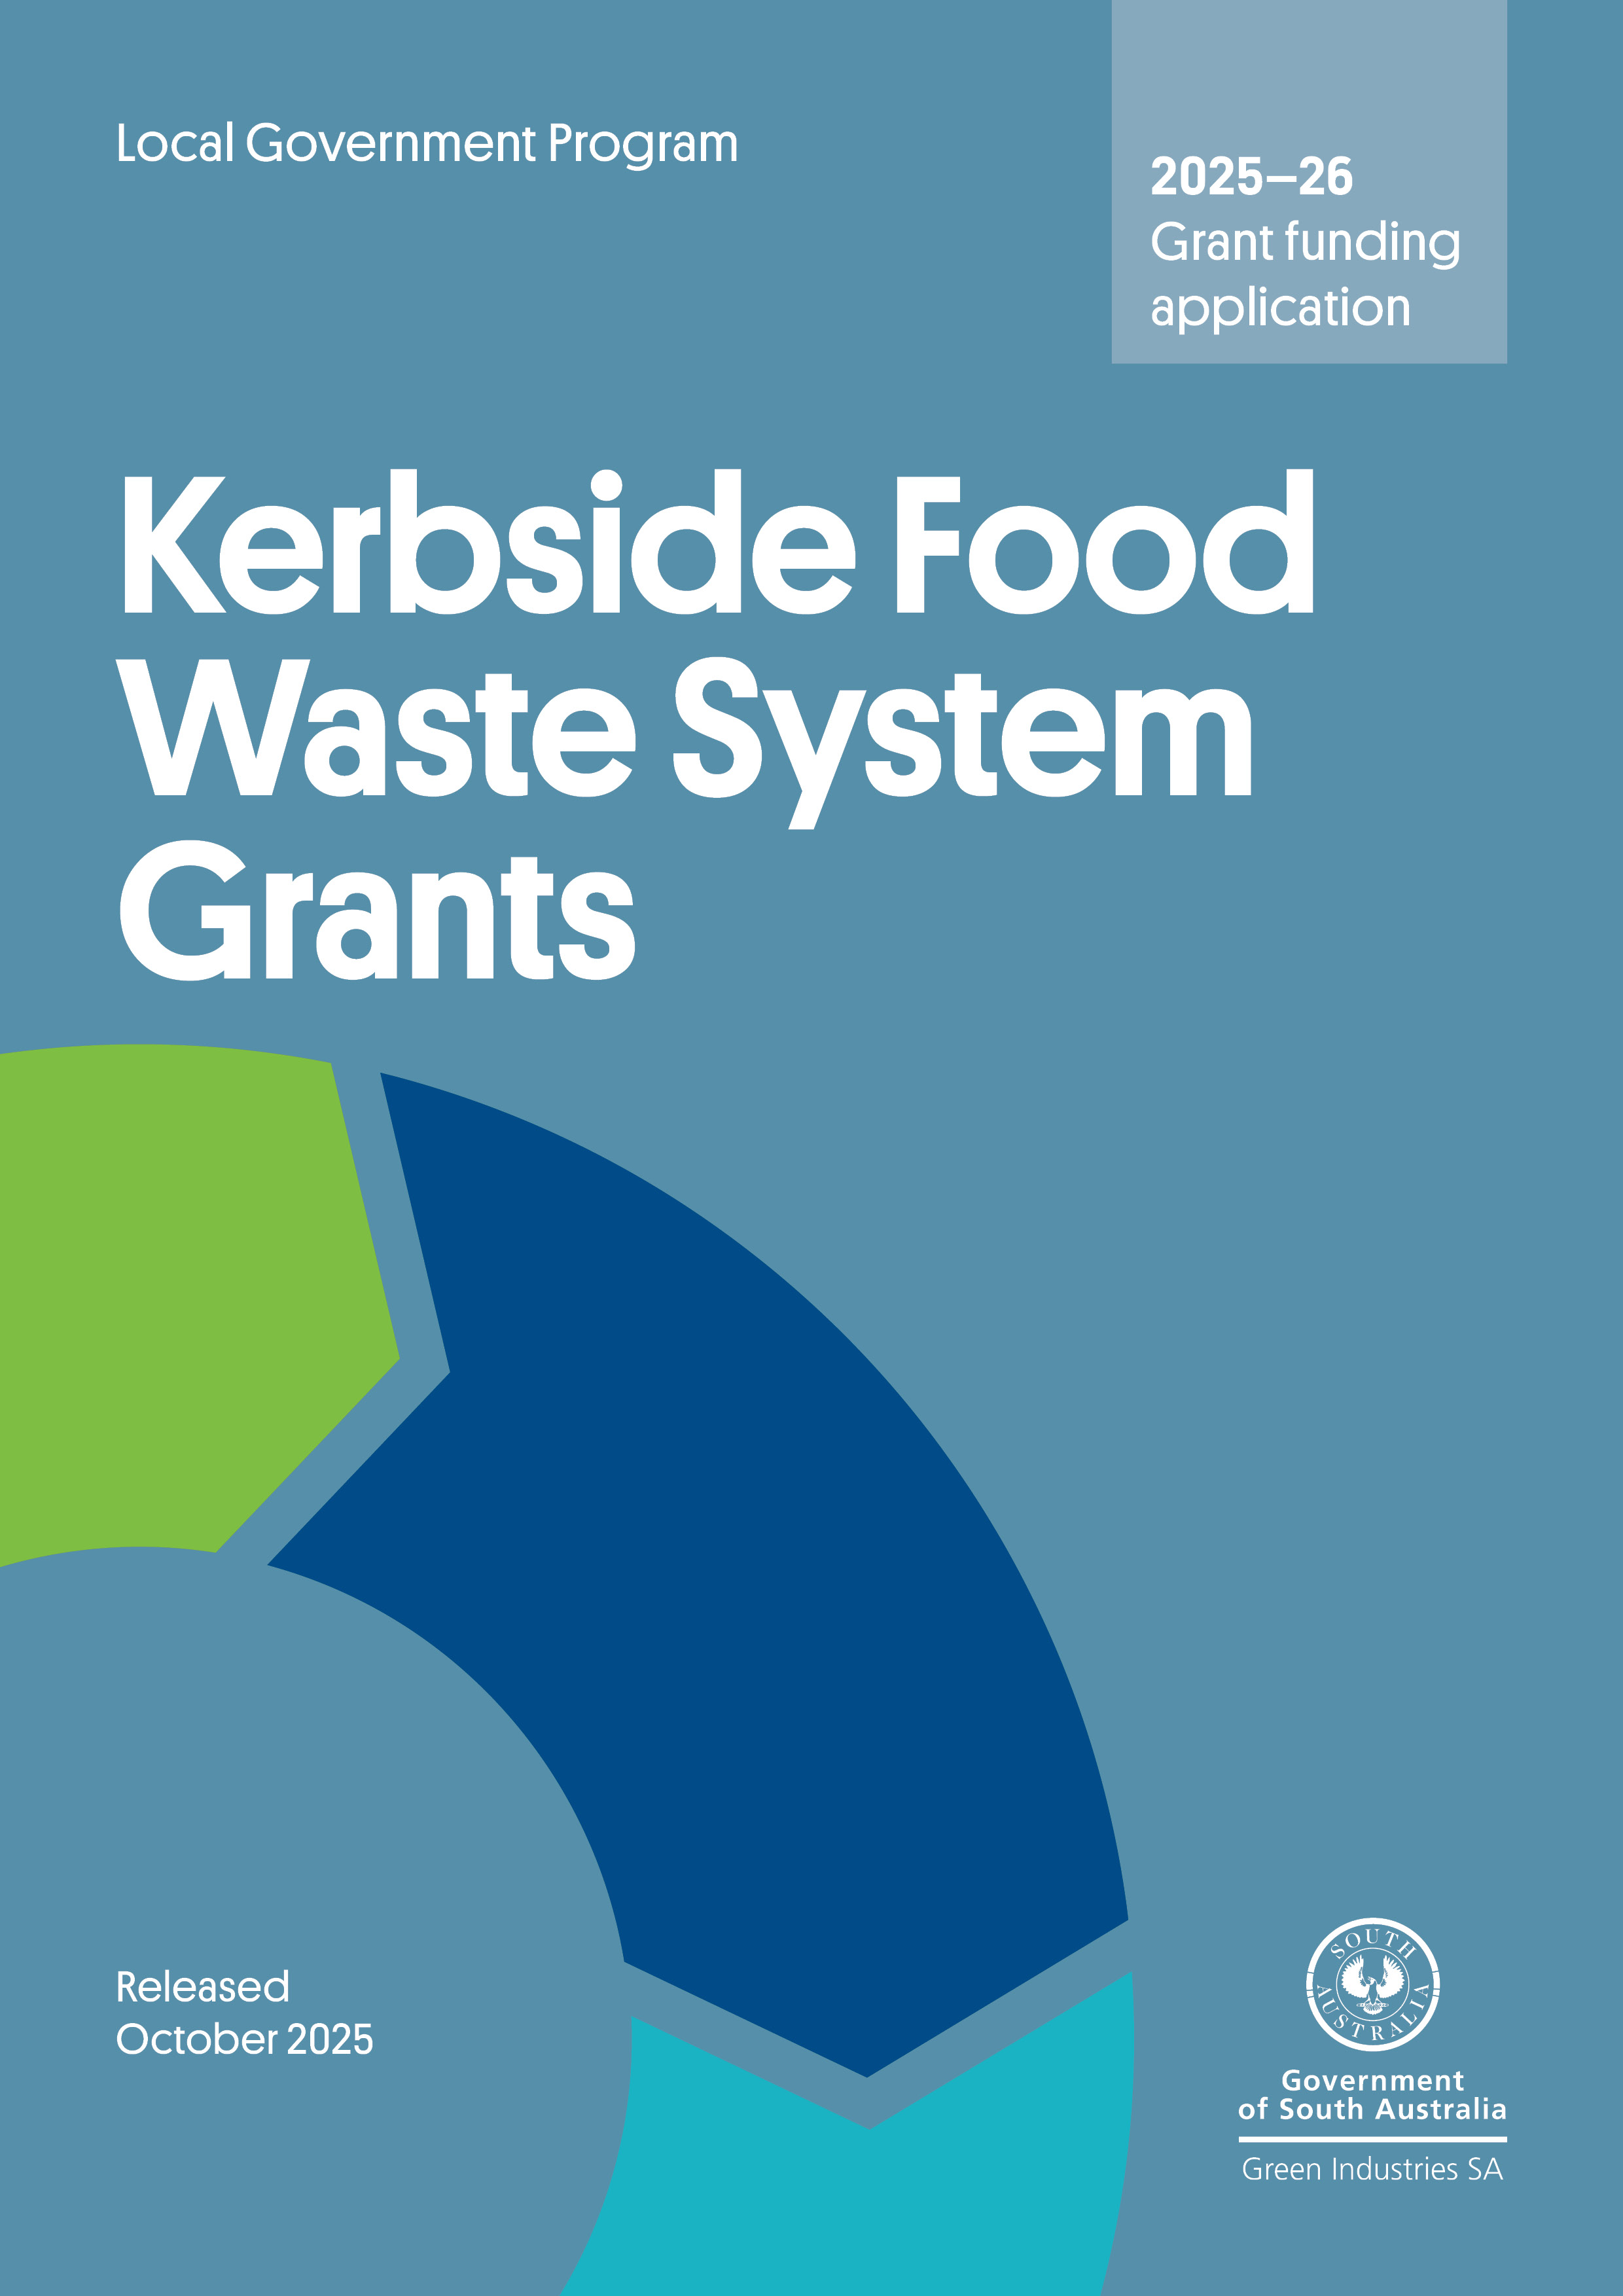 Local Government Program
2025–26
Grant funding
application
Kerbside Food
Waste System
Grants
Released
October 2025
SOUTH
AUSTRALIA
Government
of South Australia
Green Industries SA